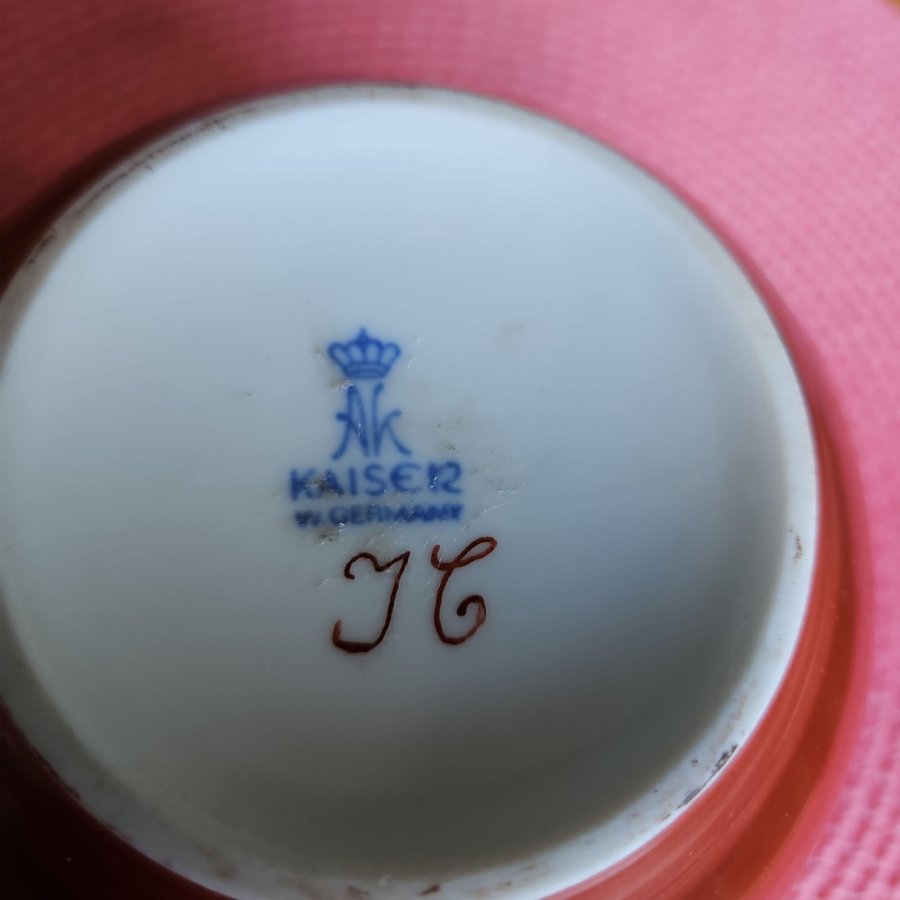 AK
KAISER
W. GERMANY
JC